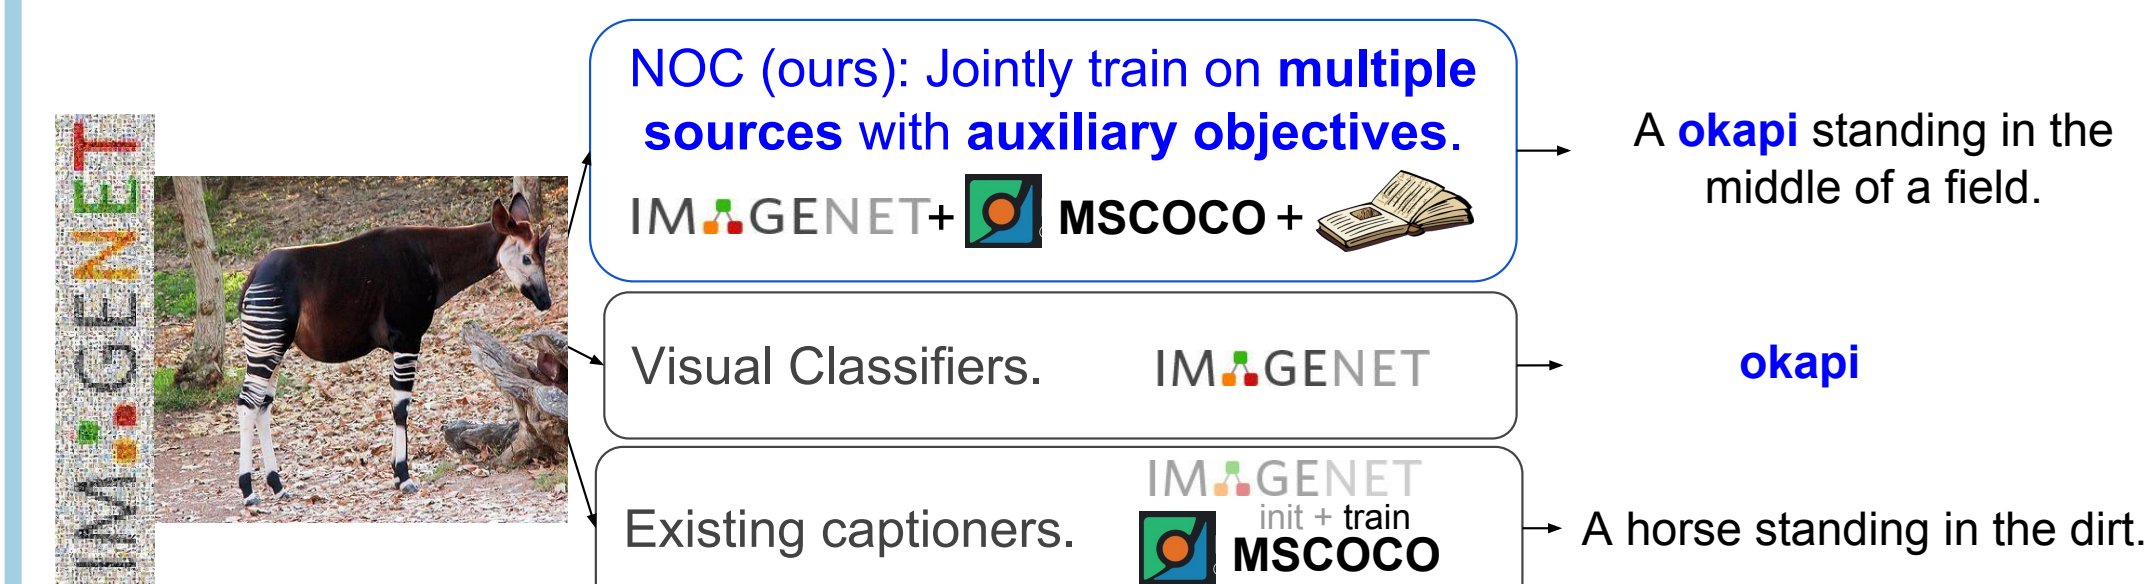 IMAGENET
NOC (ours): Jointly train on multiple
sources with auxiliary objectives.
IMAGENET + MSCOCO +
A okapi standing in the
middle of a field.
Visual Classifiers. IMAGENET
okapi
Existing captioners.
IMAGENET
init + train
MSCOCO
A horse standing in the dirt.